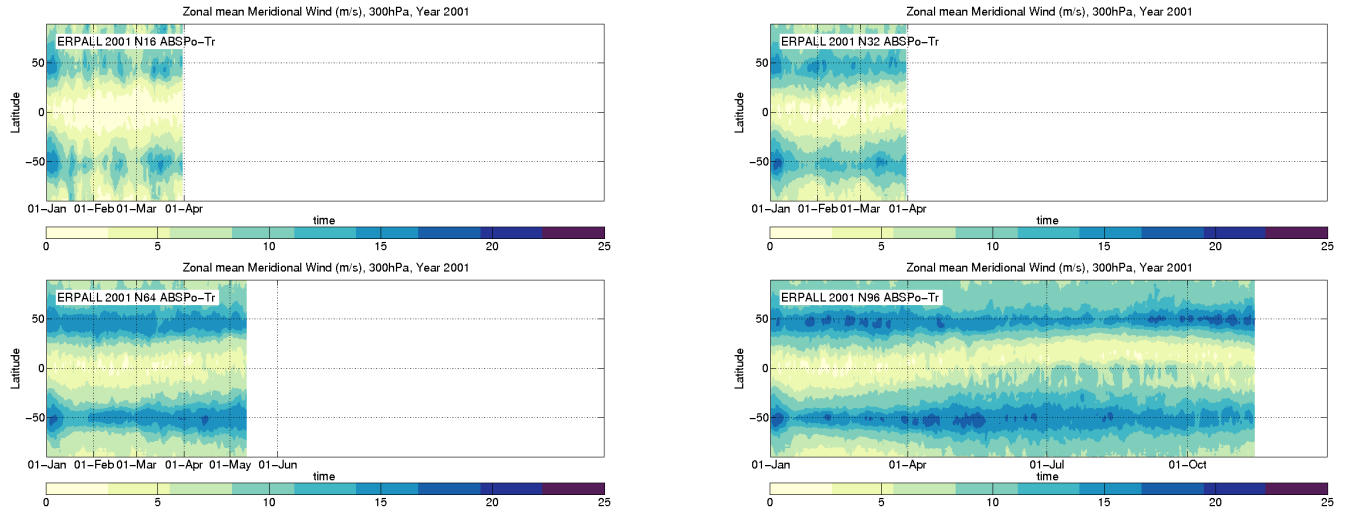 Zonal mean Meridional Wind (m/s), 300hPa, Year 2001
ERPALL 2001 N16 ABSPo−Tr
Latitude
50
0
−50
01−Jan 01−Feb 01−Mar 01−Apr
time
0 5 10 15 20 25
Zonal mean Meridional Wind (m/s), 300hPa, Year 2001
ERPALL 2001 N32 ABSPo−Tr
Latitude
50
0
−50
01−Jan 01−Feb 01−Mar 01−Apr
time
0 5 10 15 20 25
Zonal mean Meridional Wind (m/s), 300hPa, Year 2001
ERPALL 2001 N64 ABSPo−Tr
Latitude
50
0
−50
01−Jan 01−Feb 01−Mar 01−Apr 01−May 01−Jun
time
0 5 10 15 20 25
Zonal mean Meridional Wind (m/s), 300hPa, Year 2001
ERPALL 2001 N96 ABSPo−Tr
Latitude
50
0
−50
01−Jan 01−Apr 01−Jul 01−Oct
time
0 5 10 15 20 25